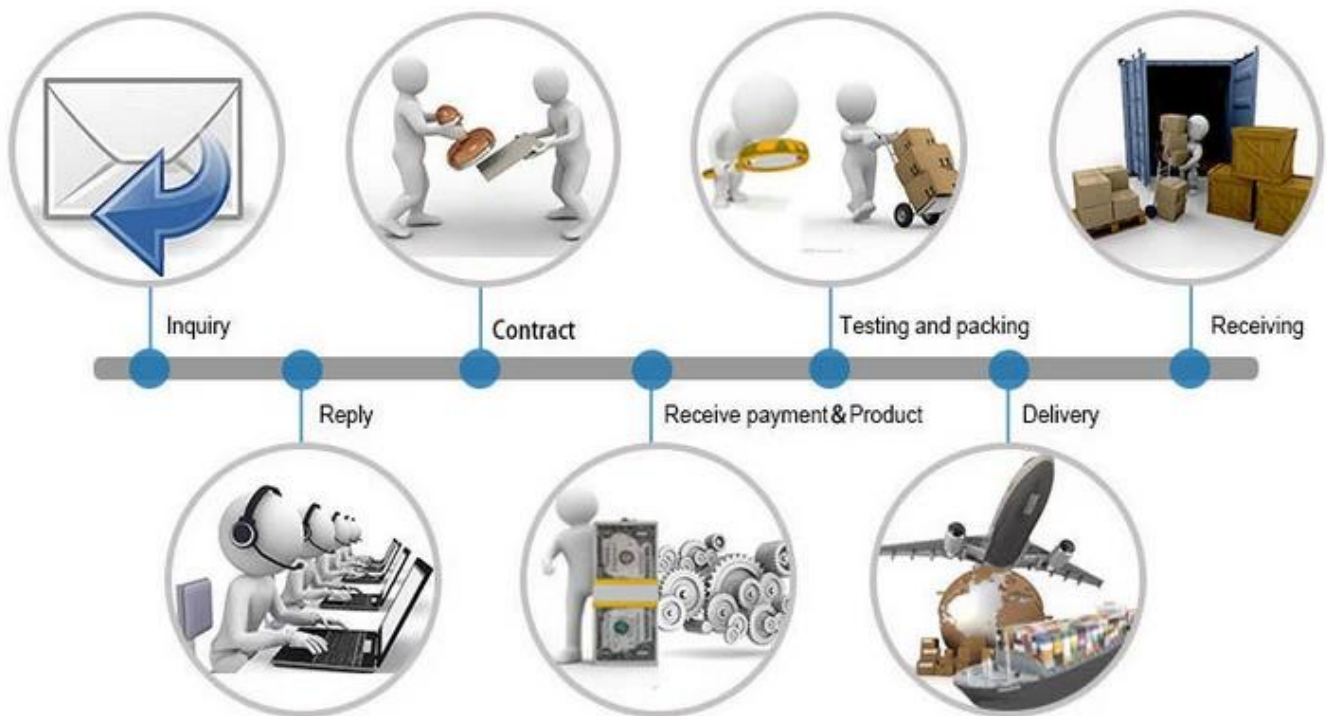 Inquiry
Contract
Testing and packing
Receiving
Reply
Receive payment&Product
Delivery